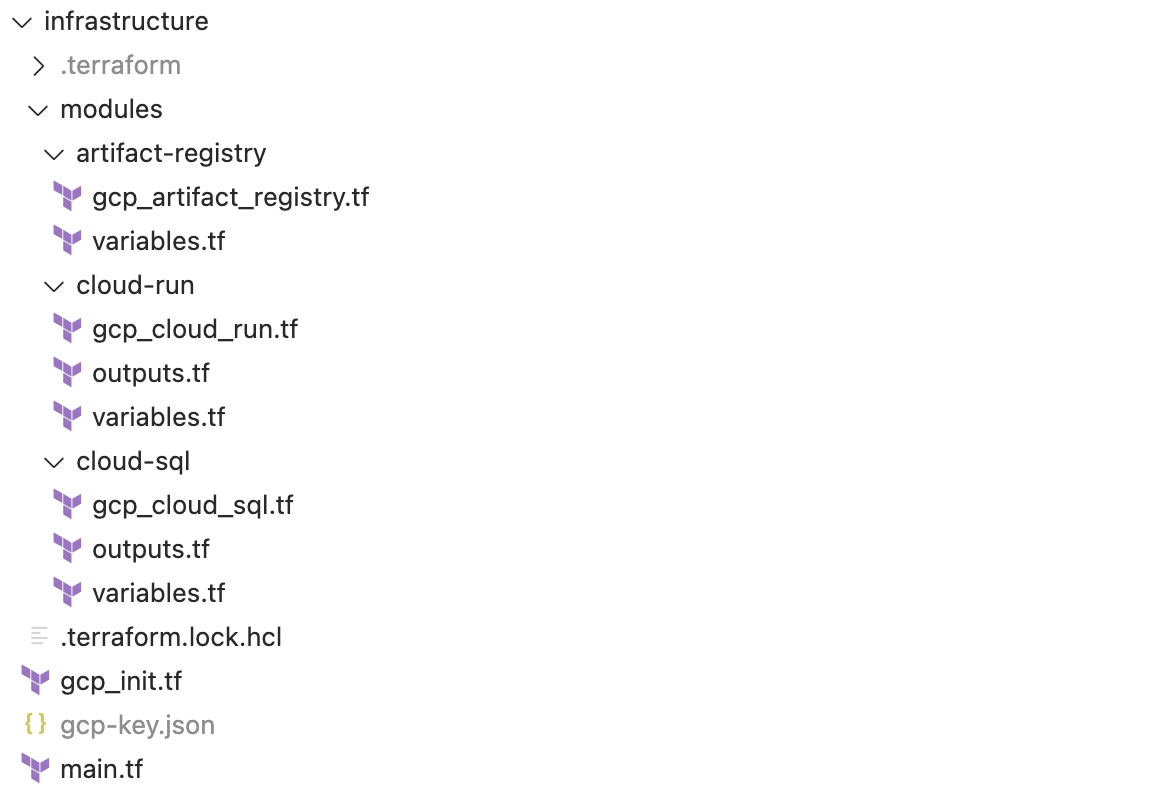 infrastructure
.terraform
modules
artifact-registry
gcp_artifact_registry.tf
variables.tf
cloud-run
gcp_cloud_run.tf
outputs.tf
variables.tf
cloud-sql
gcp_cloud_sql.tf
outputs.tf
variables.tf
.terraform.lock.hcl
gcp_init.tf
{} gcp-key.json
main.tf